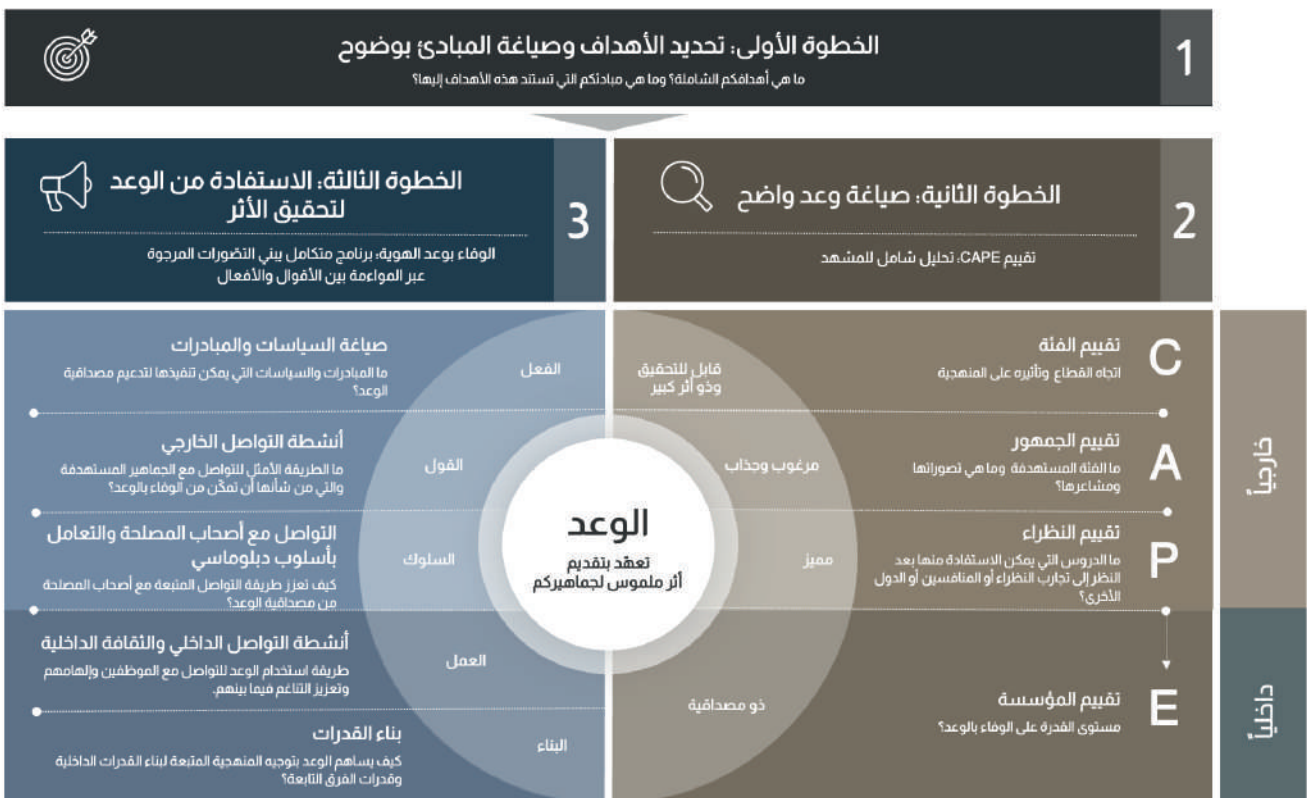 1
الخطوة الأولى: تحديد الأهداف وصياغة المبادئ بوضوح
ما هي أهدافكم الشاملة؟ وما هي مبادئكم التي تستند هذه الأهداف إليها؟
2
الخطوة الثانية: صياغة وعد واضح
تقييم CAPE: تحليل شامل للمشهد
3
الخطوة الثالثة: الاستفادة من الوعد
لتحقيق الأثر
الوفاء بوعد الهوية: برنامج متكامل يبني التصّورات المرجوة
عبر المواءمة بين الأقوال والأفعال
خارجياً
C
تقييم الفئة
اتجاه القطاع وتأثيره على المنهجية
قابل للتحقيق
وذو أثر كبير
A
تقييم الجمهور
ما الفئة المستهدفة وما هي تصوراتها
ومشاعرها؟
مرغوب وجذاب
P
تقييم النظراء
ما الدروس التي يمكن الاستفادة منها بعد
النظر إلى تجارب النظراء أو المنافسين أو الدول
الأخرى؟
مميز
داخلياً
E
تقييم المؤسسة
مستوى القدرة على الوفاء بالوعد؟
ذو مصداقية
الوعد
تعهّد بتقديم
أثر ملموس لجماهيركم
الفعل
صياغة السياسات والمبادرات
ما المبادرات والسياسات التي يمكن تنفيذها لتدعيم مصداقية
الوعد؟
القول
أنشطة التواصل الخارجي
ما الطريقة الأمثل للتواصل مع الجماهير المستهدفة
والتي من شأنها أن تمكّن من الوفاء بالوعد؟
السلوك
التواصل مع أصحاب المصلحة والتعامل
بأسلوب دبلوماسي
كيف تعزز طريقة التواصل المتبعة مع أصحاب المصلحة
من مصداقية الوعد؟
العمل
أنشطة التواصل الداخلي والثقافة الداخلية
طريقة استخدام الوعد للتواصل مع الموظفين وإلهامهم
وتعزيز التناغم فيما بينهم.
البناء
بناء القدرات
كيف يساهم الوعد بتوجيه المنهجية المتبعة لبناء القدرات الداخلية
وقدرات الفرق التابعة؟